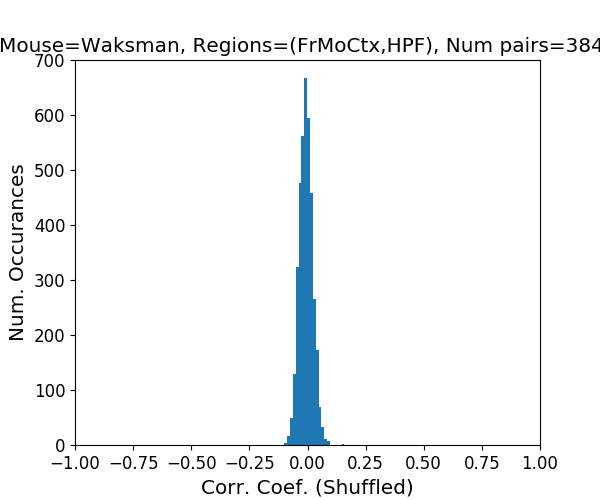 Mouse=Waksman, Regions=(FrMoCtx,HPF), Num pairs=384
700
600
500
400
300
200
100
0
Num. Occurances
−1.00 −0.75 −0.50 −0.25 0.00 0.25 0.50 0.75 1.00
Corr. Coef. (Shuffled)